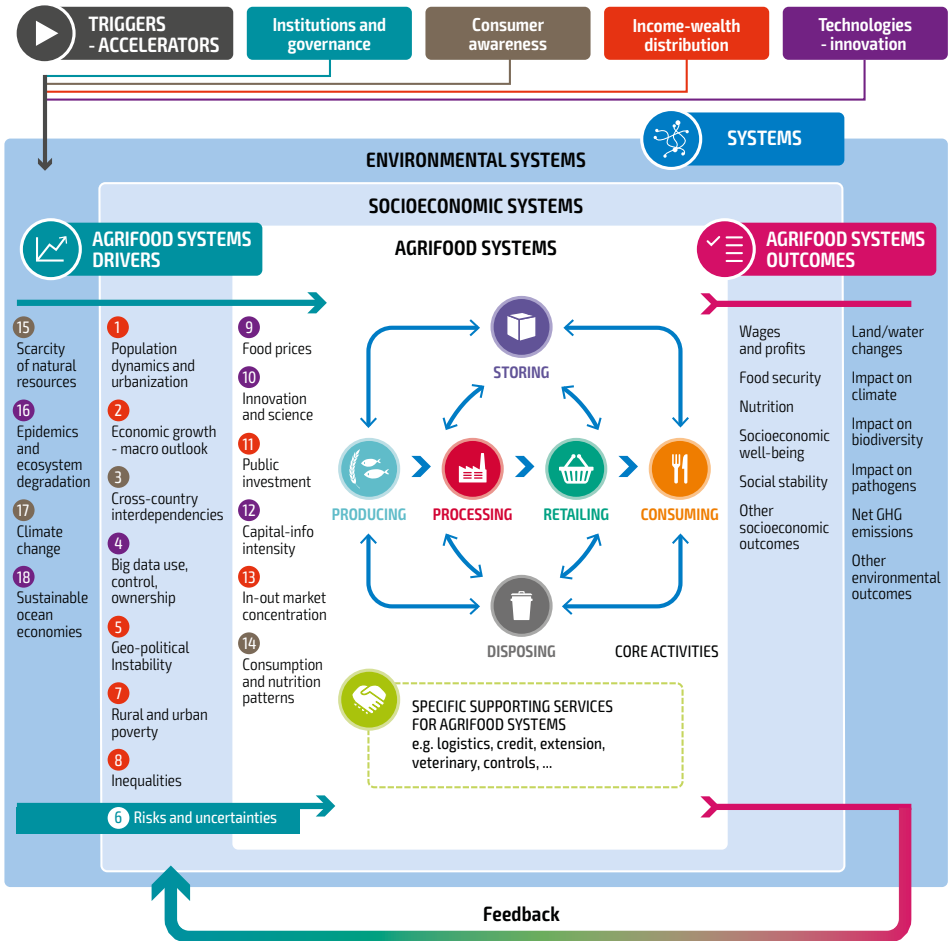 TRIGGERS
- ACCELERATORS
Institutions and
governance
Consumer
awareness
Income-wealth
distribution
Technologies
- innovation
SYSTEMS
ENVIRONMENTAL SYSTEMS
SOCIOECONOMIC SYSTEMS
AGRIFOOD SYSTEMS
AGRIFOOD SYSTEMS
DRIVERS
AGRIFOOD SYSTEMS
OUTCOMES
15
Scarcity
of natural
resources
16
Epidemics
and
ecosystem
degradation
17
Climate
change
18
Sustainable
ocean
economies
1
Population
dynamics and
urbanization
2
Economic growth
- macro outlook
3
Cross-country
interdependencies
4
Big data use,
control,
ownership
5
Geo-political
Instability
7
Rural and urban
poverty
8
Inequalities
6 Risks and uncertainties
9
Food prices
10
Innovation
and science
11
Public
investment
12
Capital-info
intensity
13
In-out market
concentration
14
Consumption
and nutrition
patterns
STORING
PRODUCING
PROCESSING
RETAILING
CONSUMING
DISPOSING
CORE ACTIVITIES
SPECIFIC SUPPORTING SERVICES
FOR AGRIFOOD SYSTEMS
e.g. logistics, credit, extension,
veterinary, controls, ...
Wages
and profits
Food security
Nutrition
Socioeconomic
well-being
Social stability
Other
socioeconomic
outcomes
Land/water
changes
Impact on
climate
Impact on
biodiversity
Impact on
pathogens
Net GHG
emissions
Other
environmental
outcomes
Feedback